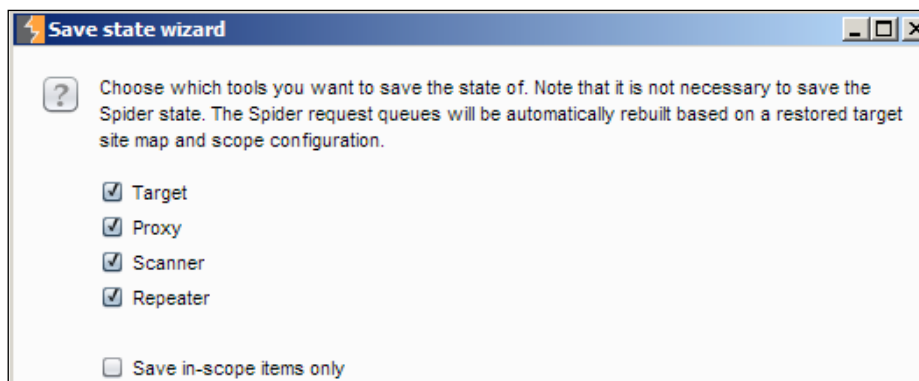 Save state wizard
Choose which tools you want to save the state of. Note that it is not necessary to save the
Spider state. The Spider request queues will be automatically rebuilt based on a restored target
site map and scope configuration.
Target
Proxy
Scanner
Repeater
Save in-scope items only